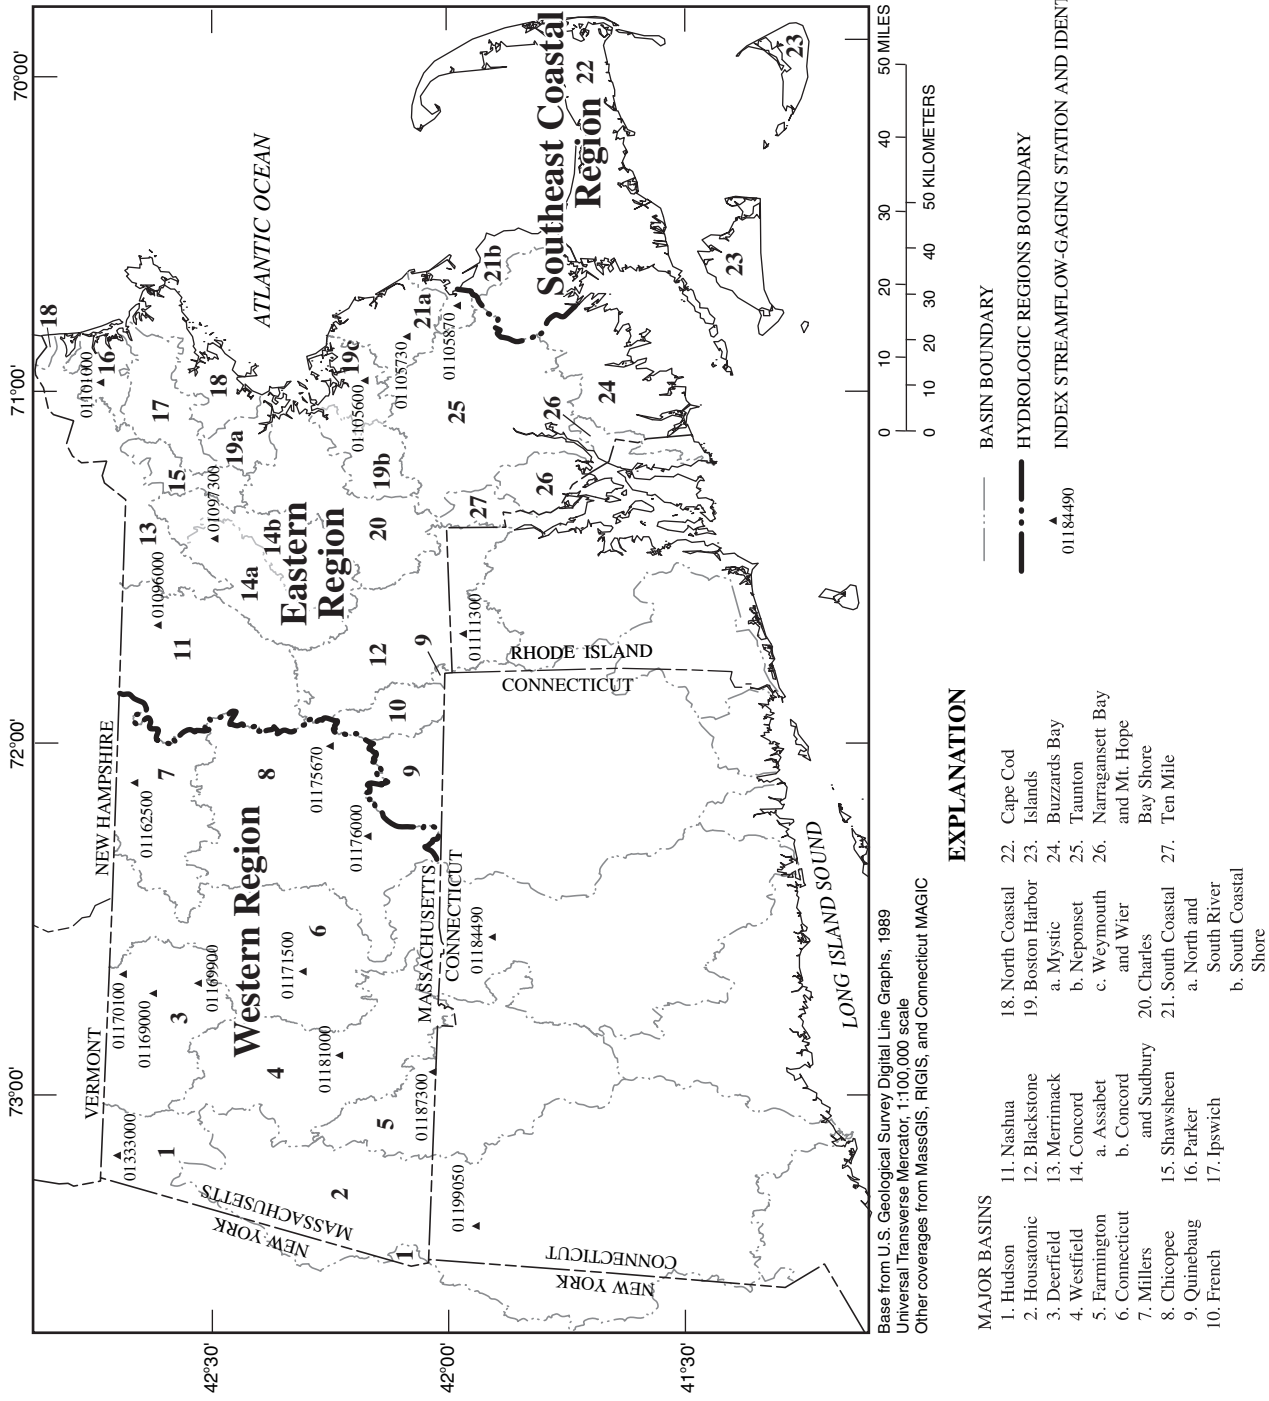 73°00'
72°00'
71°00'
70°00'
42°30'
42°00'
41°30'
VERMONT
NEW HAMPSHIRE
NEW YORK
MASSACHUSETTS
MASSACHUSETTS
CONNECTICUT
CONNECTICUT
NEW YORK
CONNECTICUT
RHODE ISLAND
ATLANTIC OCEAN
LONG ISLAND SOUND
Western Region
Eastern
Region
Southeast Coastal
Region
01333000
01170100
01169000
01169900
01171500
01181000
01187300
01199050
01184490
01162500
01175670
01176000
01096000
01097300
01101000
01105600
01105730
01105870
01111300
1
1
2
3
4
5
6
7
8
9
9
10
11
12
13
14a
14b
15
16
17
18
18
19a
19b
19c
20
21a
21b
22
23
23
24
25
26
26
27
Base from U.S. Geological Survey Digital Line Graphs, 1989
Universal Transverse Mercator, 1:100,000 scale
Other coverages from MassGIS, RIGIS, and Connecticut MAGIC
0 10 20 30 40 50 MILES
0 10 20 30 40 50 KILOMETERS
EXPLANATION
MAJOR BASINS
1. Hudson
2. Housatonic
3. Deerfield
4. Westfield
5. Farmington
6. Connecticut
7. Millers
8. Chicopee
9. Quinebaug
10. French
11. Nashua
12. Blackstone
13. Merrimack
14. Concord
a. Assabet
b. Concord
and Sudbury
15. Shawsheen
16. Parker
17. Ipswich
18. North Coastal
19. Boston Harbor
a. Mystic
b. Neponset
c. Weymouth
and Wier
20. Charles
21. South Coastal
a. North and
South River
b. South Coastal
Shore
22. Cape Cod
23. Islands
24. Buzzards Bay
25. Taunton
26. Narragansett Bay
and Mt. Hope
Bay Shore
27. Ten Mile
BASIN BOUNDARY
HYDROLOGIC REGIONS BOUNDARY
01184490
INDEX STREAMFLOW-GAGING STATION AND